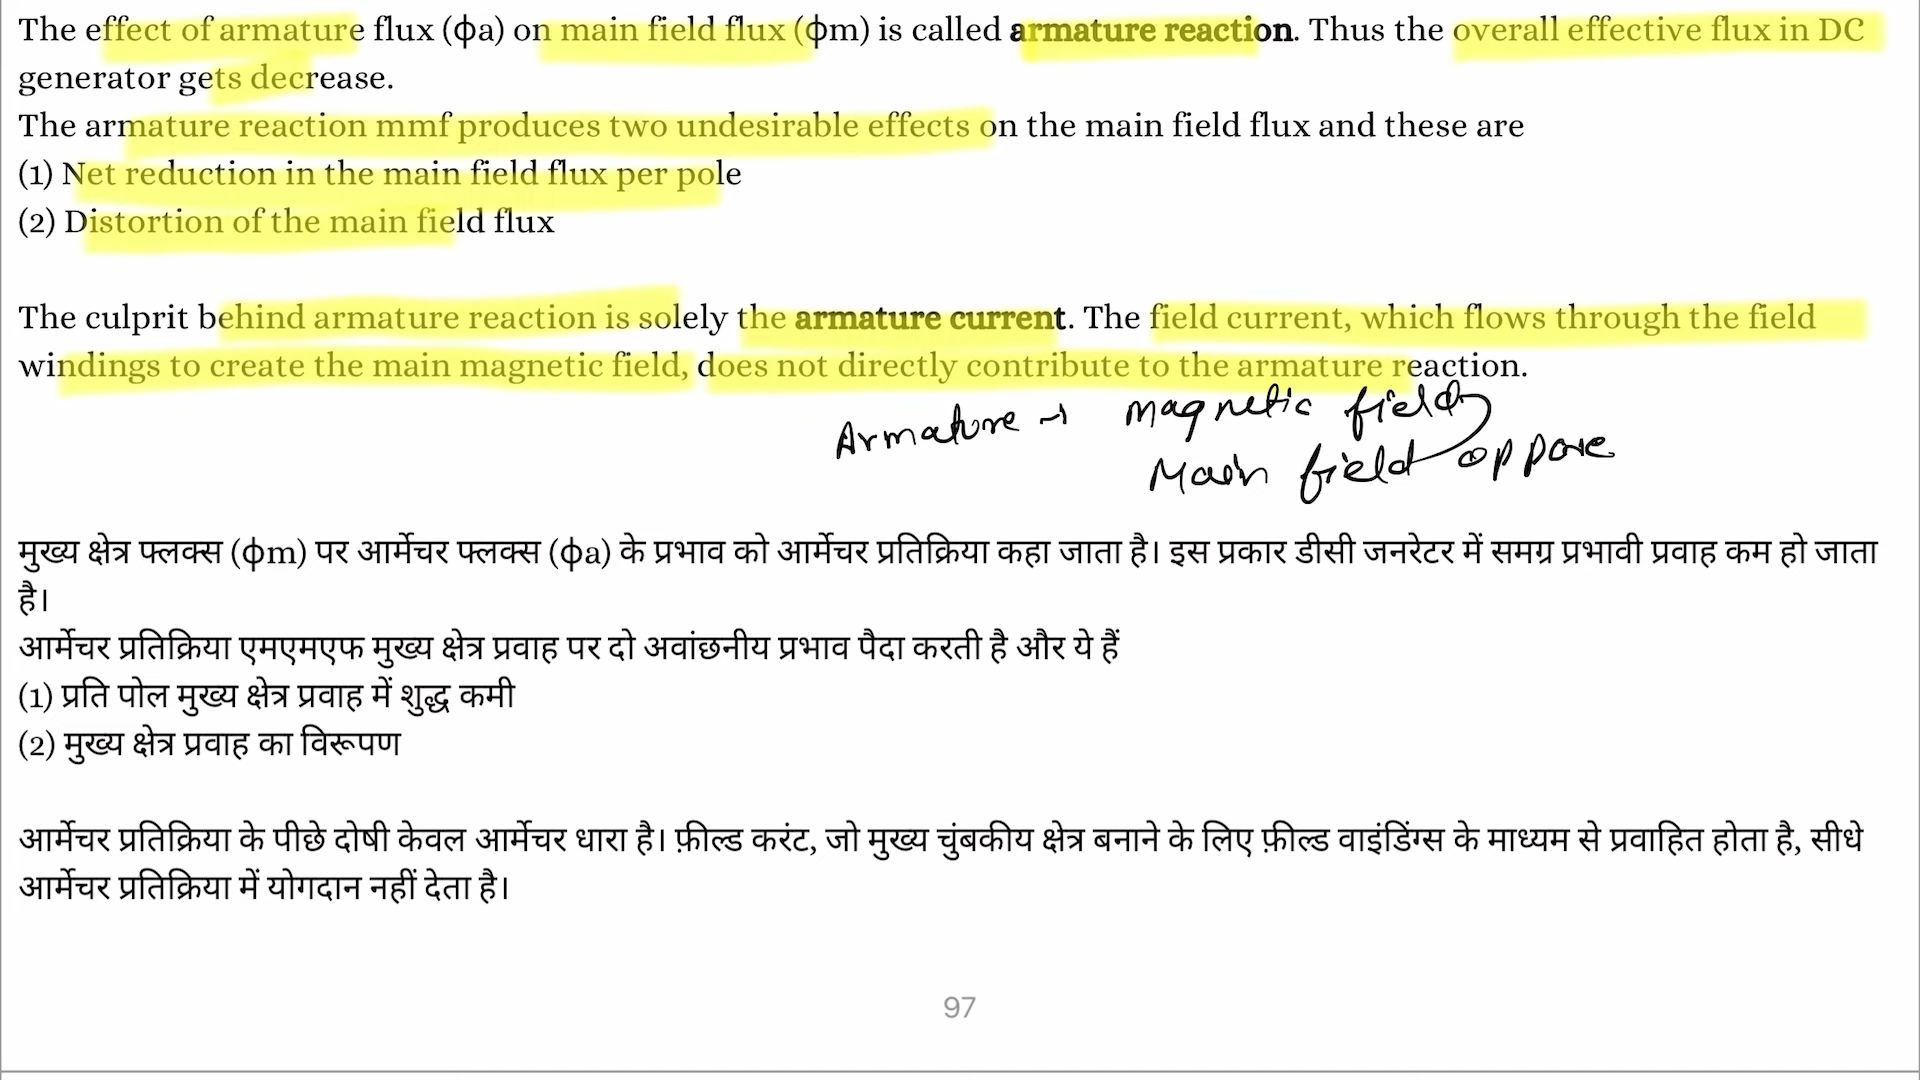 The effect of armature flux (ϕa) on main field flux (ϕm) is called armature reaction. Thus the overall effective flux in DC
generator gets decrease.
The armature reaction mmf produces two undesirable effects on the main field flux and these are
(1) Net reduction in the main field flux per pole
(2) Distortion of the main field flux
The culprit behind armature reaction is solely the armature current. The field current, which flows through the field
windings to create the main magnetic field, does not directly contribute to the armature reaction.
Armature → magnetic field
Main field oppose
मुख्य क्षेत्र फ्लक्स (ϕm) पर आर्मेचर फ्लक्स (ϕa) के प्रभाव को आर्मेचर प्रतिक्रिया कहा जाता है। इस प्रकार डीसी जनरेटर में समग्र प्रभावी प्रवाह कम हो जाता
है।
आर्मेचर प्रतिक्रिया एमएमएफ मुख्य क्षेत्र प्रवाह पर दो अवांछनीय प्रभाव पैदा करती है और ये हैं
(1) प्रति पोल मुख्य क्षेत्र प्रवाह में शुद्ध कमी
(2) मुख्य क्षेत्र प्रवाह का विरूपण
आर्मेचर प्रतिक्रिया के पीछे दोषी केवल आर्मेचर धारा है। फ़ील्ड करंट, जो मुख्य चुंबकीय क्षेत्र बनाने के लिए फ़ील्ड वाइंडिंग्स के माध्यम से प्रवाहित होता है, सीधे
आर्मेचर प्रतिक्रिया में योगदान नहीं देता है।
97